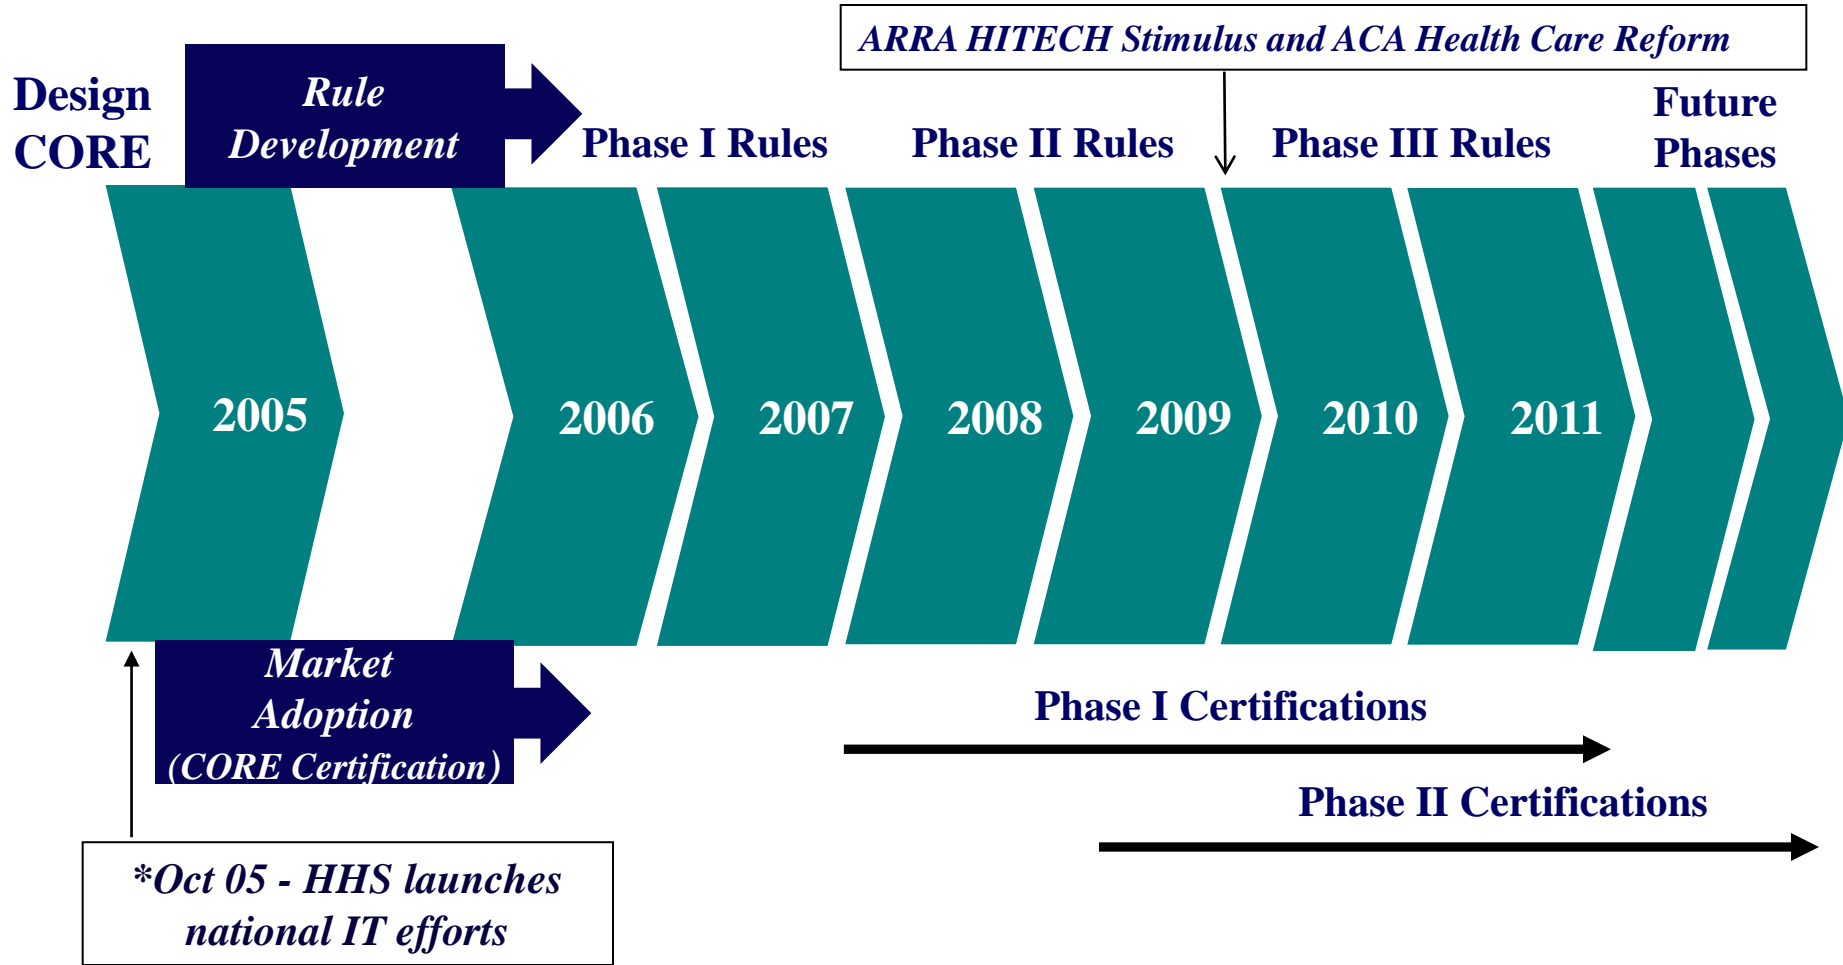 ARRA HITECH Stimulus and ACA Health Care Reform
Design
CORE
Rule
Development
Phase I Rules
Phase II Rules
Phase III Rules
Future
Phases
2005
2006
2007
2008
2009
2010
2011
Market
Adoption
(CORE Certification)
Phase I Certifications
Phase II Certifications
*Oct 05 - HHS launches
national IT efforts